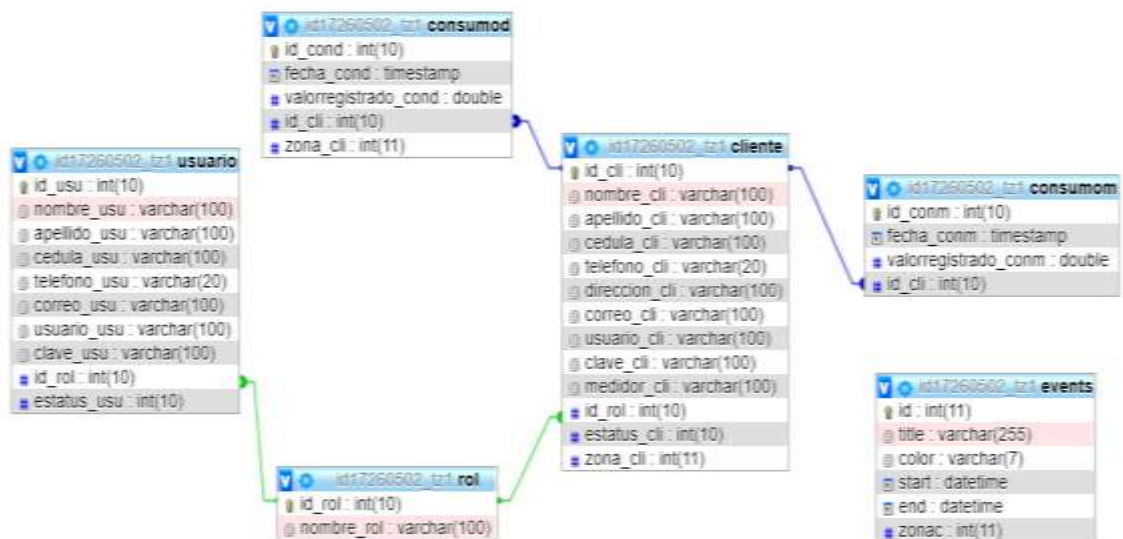 id17260502_tz1 consumod
id_cond : int(10)
fecha_cond : timestamp
valorregistrado_cond : double
id_cli : int(10)
zona_cli : int(11)
id17260502_tz1 usuario
id_usu : int(10)
nombre_usu : varchar(100)
apellido_usu : varchar(100)
cedula_usu : varchar(100)
telefono_usu : varchar(20)
correo_usu : varchar(100)
usuario_usu : varchar(100)
clave_usu : varchar(100)
id_rol : int(10)
estatus_usu : int(10)
id17260502_tz1 cliente
id_cli : int(10)
nombre_cli : varchar(100)
apellido_cli : varchar(100)
cedula_cli : varchar(100)
telefono_cli : varchar(20)
direccion_cli : varchar(100)
correo_cli : varchar(100)
usuario_cli : varchar(100)
clave_cli : varchar(100)
medidor_cli : varchar(100)
id_rol : int(10)
estatus_cli : int(10)
zona_cli : int(11)
id17260502_tz1 consumom
id_conm : int(10)
fecha_conm : timestamp
valorregistrado_conm : double
id_cli : int(10)
id17260502_tz1 rol
id_rol : int(10)
nombre_rol : varchar(100)
id17260502_tz1 events
id : int(11)
title : varchar(255)
color : varchar(7)
start : datetime
end : datetime
zonac : int(11)